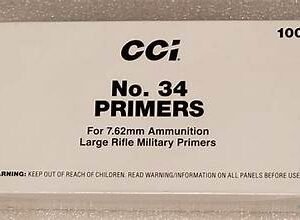 CCI
100
No. 34
PRIMERS
For 7.62mm Ammunition
Large Rifle Military Primers
WARNING: KEEP OUT OF REACH OF CHILDREN. READ WARNING/INFORMATION ON ALL PANELS BEFORE USE